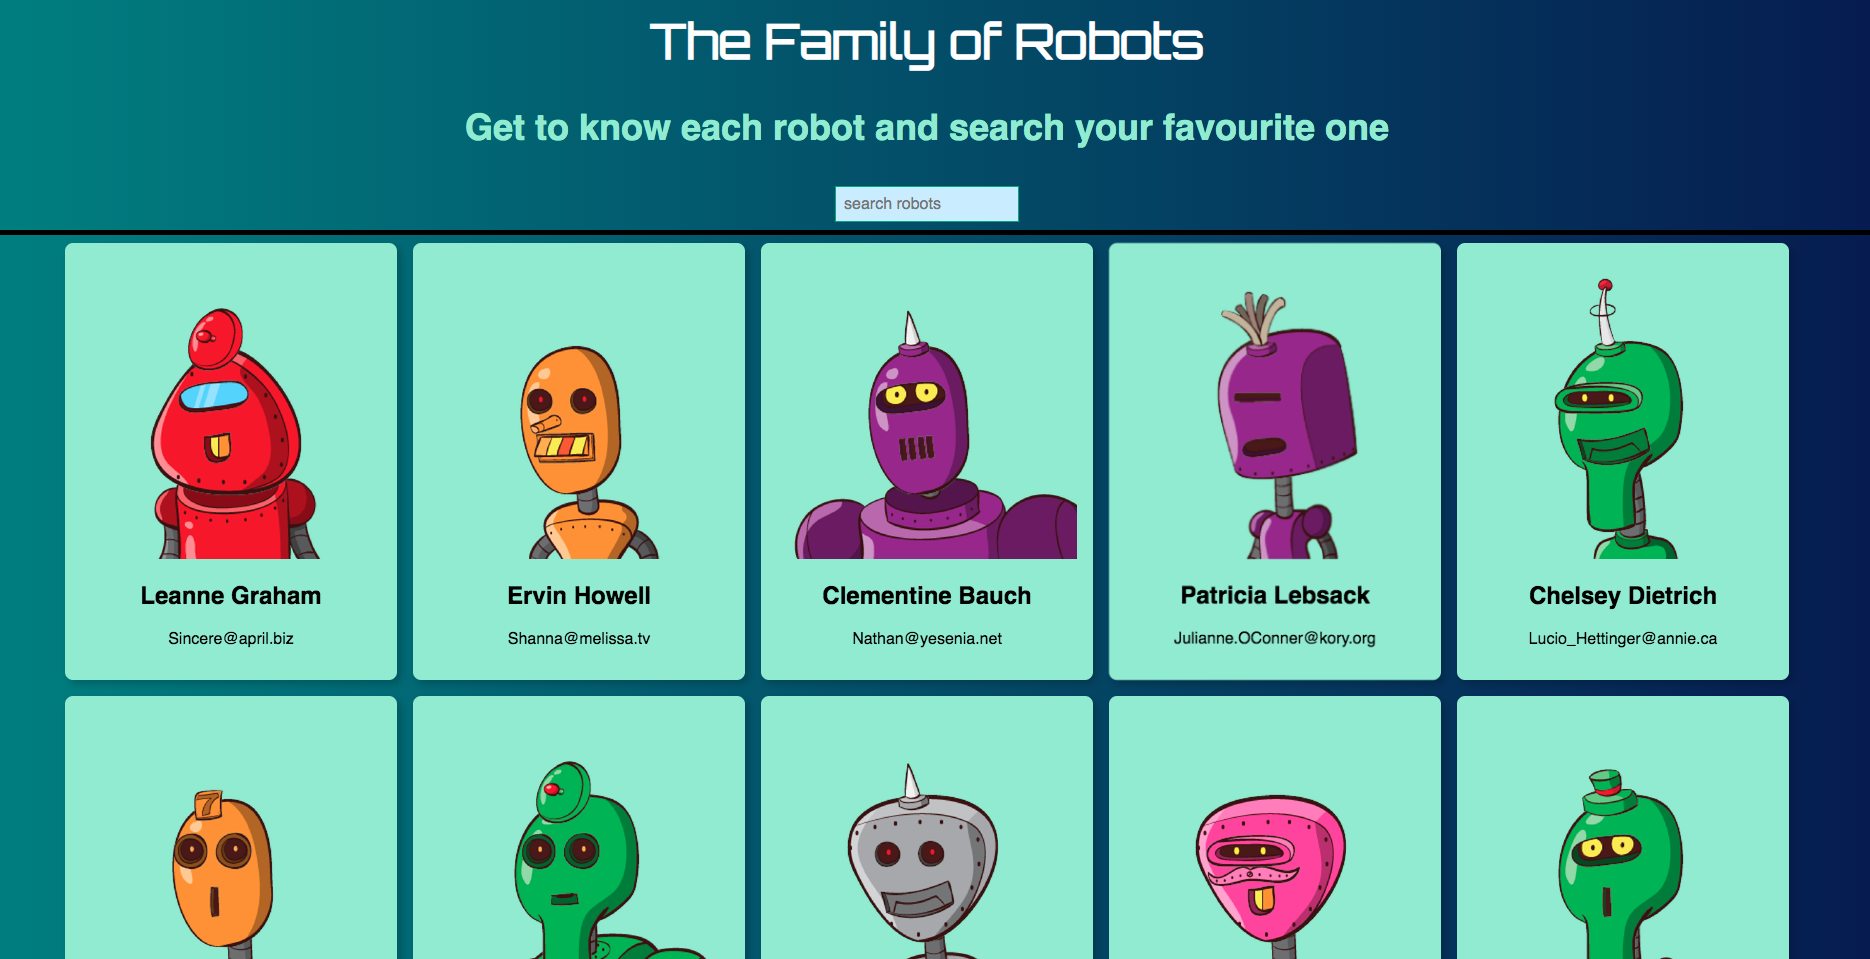 The Family of Robots
Get to know each robot and search your favourite one
search robots
Leanne Graham
Sincere@april.biz
Ervin Howell
Shanna@melissa.tv
Clementine Bauch
Nathan@yesenia.net
Patricia Lebsack
Julianne.OConner@kory.org
Chelsey Dietrich
Lucio_Hettinger@annie.ca
7